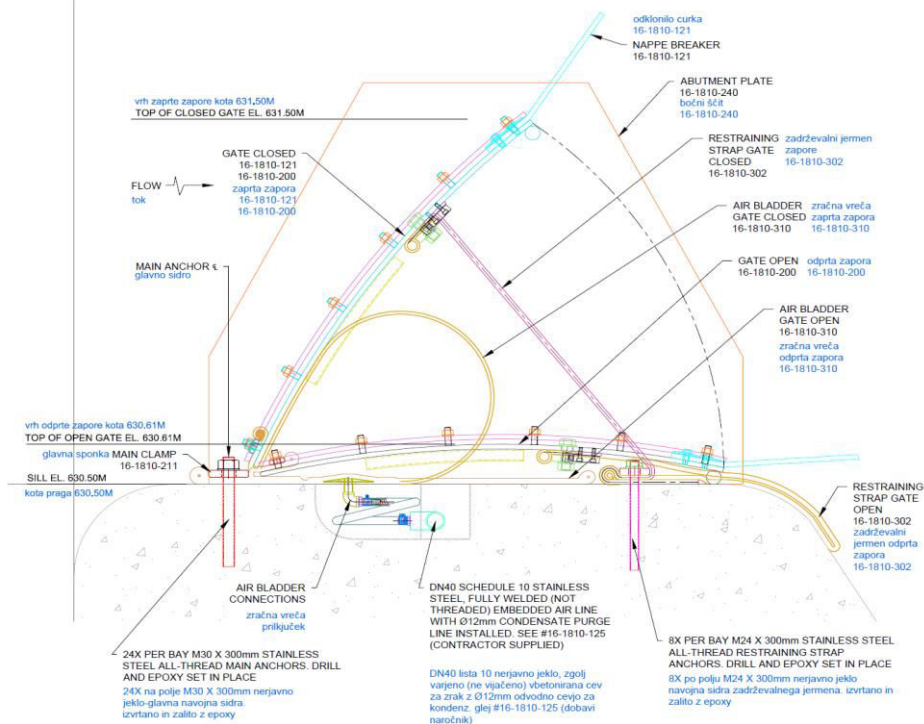 odklonilo curka
16-1810-121
NAPPE BREAKER
16-1810-121
ABUTMENT PLATE
16-1810-240
bočni ščit
16-1810-240
vrh zaprte zapore kota 631,50M
TOP OF CLOSED GATE EL. 631.50M
RESTRAINING
STRAP GATE
CLOSED
16-1810-302
zadrževalni jermen
zapore
16-1810-302
GATE CLOSED
16-1810-121
16-1810-200
zaprta zapora
16-1810-121
16-1810-200
FLOW
tok
AIR BLADDER
GATE CLOSED
16-1810-310
zračna vreča
zaprta zapora
16-1810-310
MAIN ANCHOR ℄
glavno sidro
GATE OPEN
16-1810-200
odprta zapora
16-1810-200
AIR BLADDER
GATE OPEN
16-1810-310
zračna vreča
odprta zapora
16-1810-310
vrh odprte zapore kota 630.61M
TOP OF OPEN GATE EL. 630.61M
glavna sponka MAIN CLAMP
16-1810-211
SILL EL. 630.50M
kota praga 630,50M
RESTRAINING
STRAP GATE
OPEN
16-1810-302
zadrževalni
jermen odprta
zapora
16-1810-302
AIR BLADDER
CONNECTIONS
zračna vreča
prilkjuček
DN40 SCHEDULE 10 STAINLESS
STEEL, FULLY WELDED (NOT
THREADED) EMBEDDED AIR LINE
WITH Ø12mm CONDENSATE PURGE
LINE INSTALLED. SEE #16-1810-125
(CONTRACTOR SUPPLIED)
DN40 lista 10 nerjavno jeklo, zgolj
varjeno (ne vijačeno) vbetonirana cev
za zrak z Ø12mm odvodno cevjo za
kondenz. glej #16-1810-125 (dobavi
naročnik)
24X PER BAY M30 X 300mm STAINLESS
STEEL ALL-THREAD MAIN ANCHORS. DRILL
AND EPOXY SET IN PLACE
24X na polje M30 X 300mm nerjavno
jeklo-glavna navojna sidra.
izvrtano in zalito z epoxy
8X PER BAY M24 X 300mm STAINLESS STEEL
ALL-THREAD RESTRAINING STRAP
ANCHORS. DRILL AND EPOXY SET IN PLACE
8X po polju M24 X 300mm nerjavno jeklo
navojna sidra zadrževalnega jermena. izvrtano in
zalito z epoxy